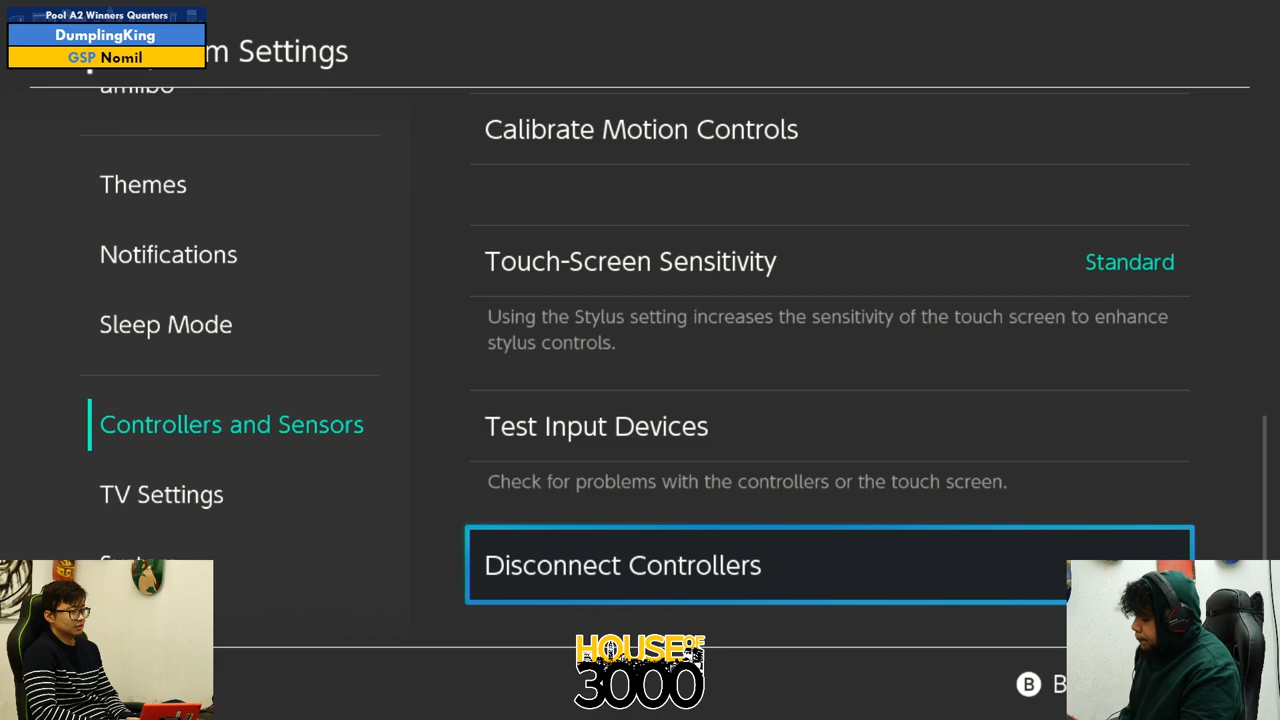 Pool A2 Winners Quarters
DumplingKing
GSP Nomil
m Settings
amiibo
Themes
Notifications
Sleep Mode
Controllers and Sensors
TV Settings
Calibrate Motion Controls
Touch-Screen Sensitivity Standard
Using the Stylus setting increases the sensitivity of the touch screen to enhance
stylus controls.
Test Input Devices
Check for problems with the controllers or the touch screen.
Disconnect Controllers
HOUSE OF
3000
B B